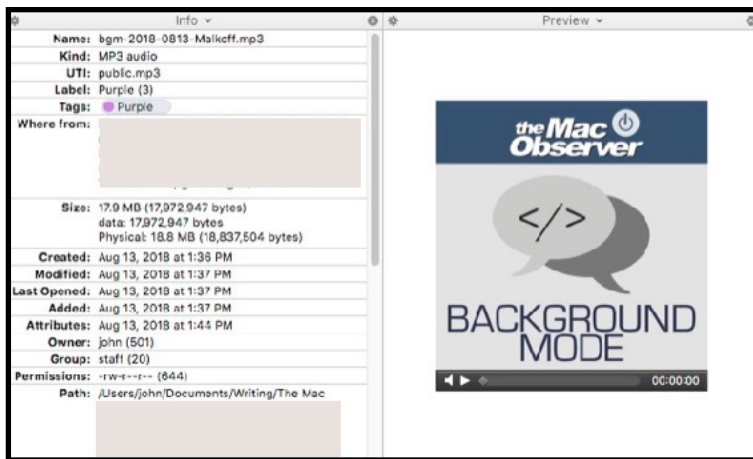 Info
Name: bgm-2018-0813-Malkoff.mp3
Kind: MP3 audio
UTI: public.mp3
Label: Purple (3)
Tags: Purple
Where from:
Size: 17.9 MB (17,972,947 bytes)
data: 17,972,947 bytes
Physical: 18.8 MB (18,837,504 bytes)
Created: Aug 13, 2018 at 1:36 PM
Modified: Aug 13, 2018 at 1:37 PM
Last Opened: Aug 13, 2018 at 1:37 PM
Added: Aug 13, 2018 at 1:37 PM
Attributes: Aug 13, 2018 at 1:44 PM
Owner: john (501)
Group: staff (20)
Permissions: -rw-r--r-- (644)
Path: /Users/john/Documents/Writing/The Mac
Preview
the Mac
Observer
</>
BACKGROUND
MODE
00:00:00